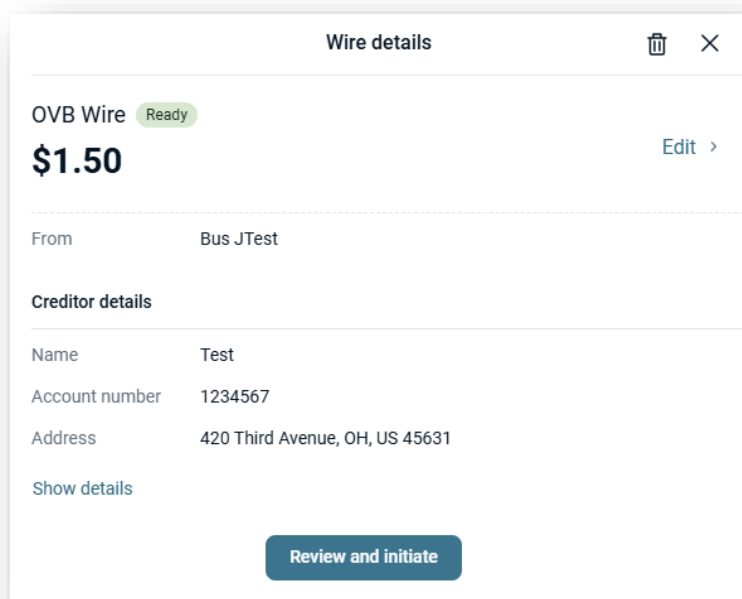 Wire details
OVB Wire Ready
$1.50
Edit
From Bus JTest
Creditor details
Name Test
Account number 1234567
Address 420 Third Avenue, OH, US 45631
Show details
Review and initiate